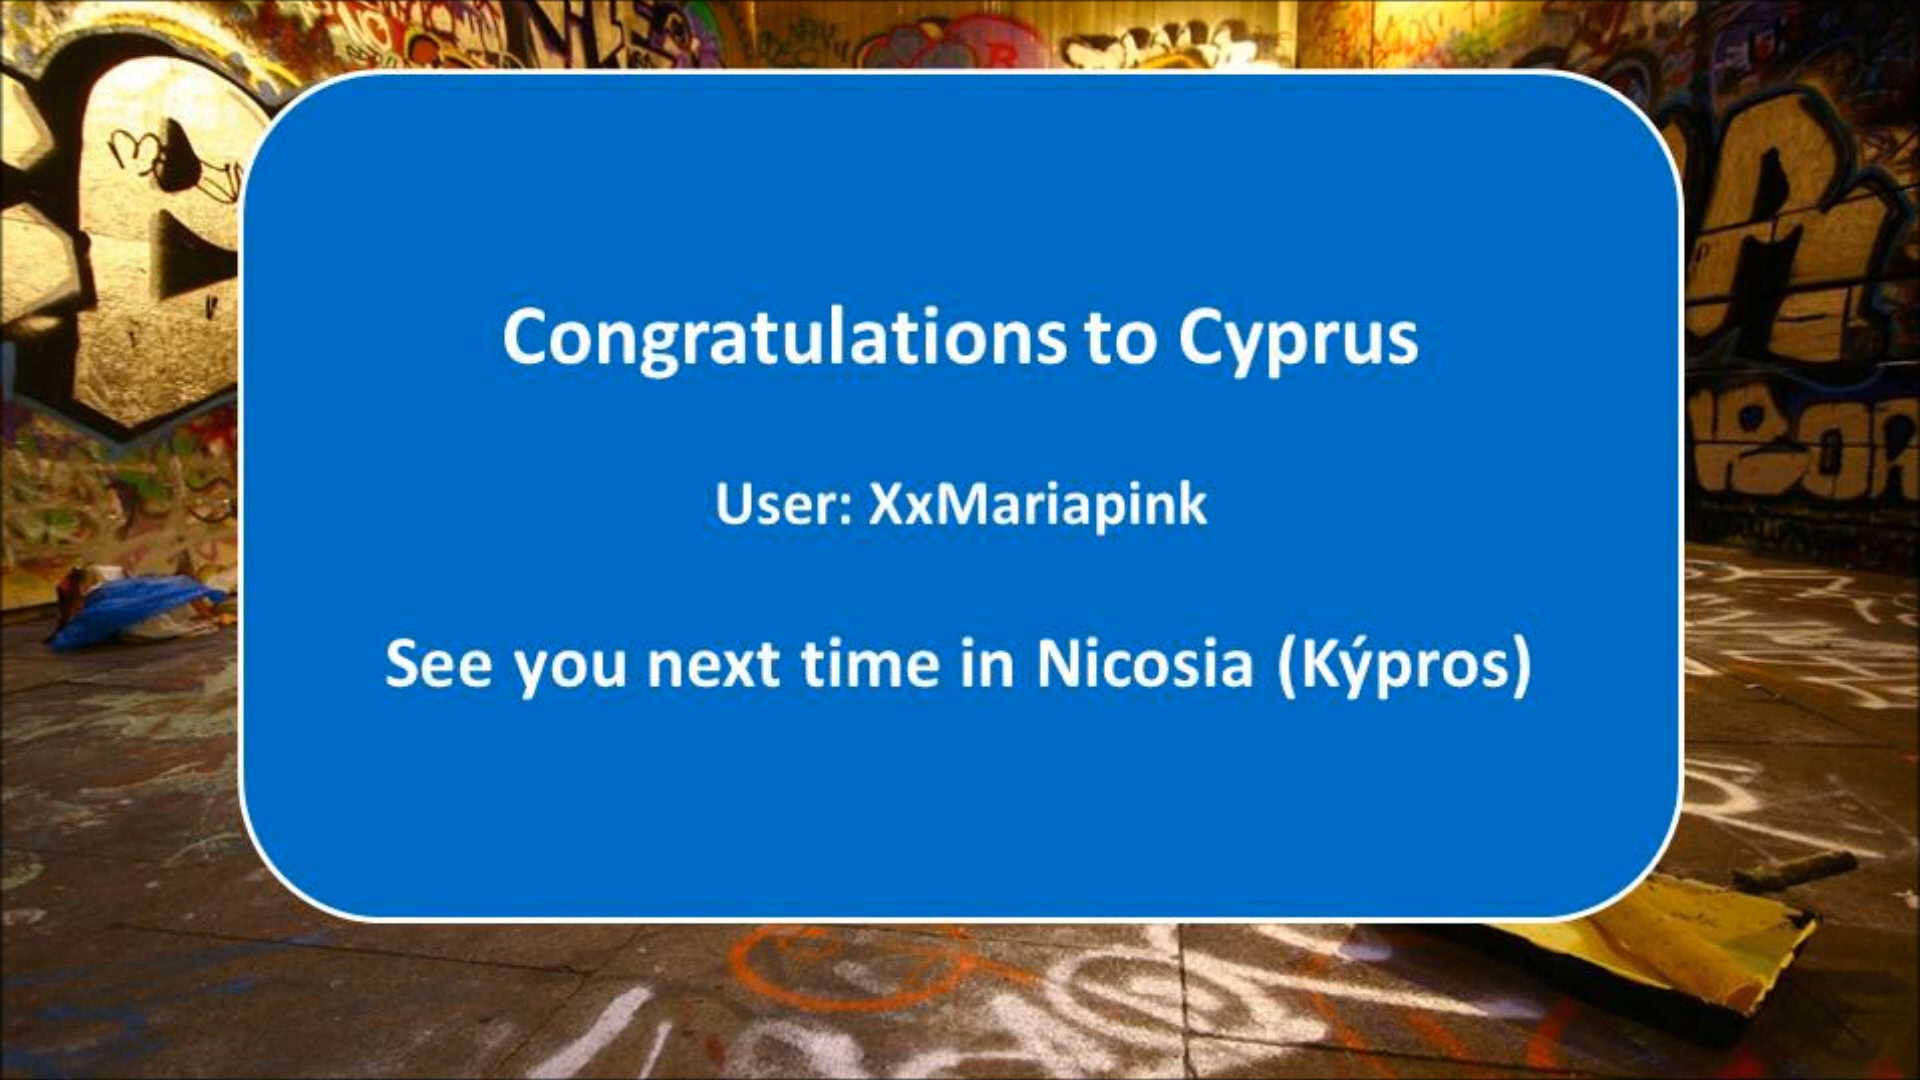 Congratulations to Cyprus
User: XxMariapink
See you next time in Nicosia (Kýpros)